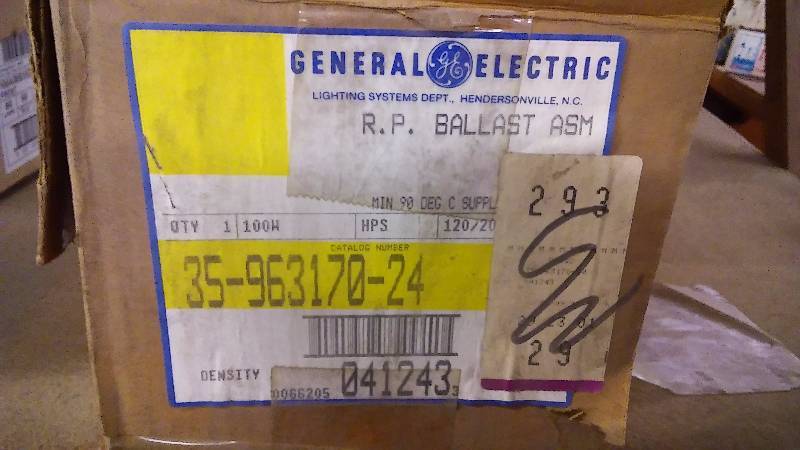 GENERAL GE ELECTRIC
LIGHTING SYSTEMS DEPT., HENDERSONVILLE, N.C.
R.P. BALLAST ASM
MIN 90 DEG C SUPPL
QTY 1 100W HPS 120/20
CATALOG NUMBER
35-963170-24
DENSITY
0066205 041243
293
29